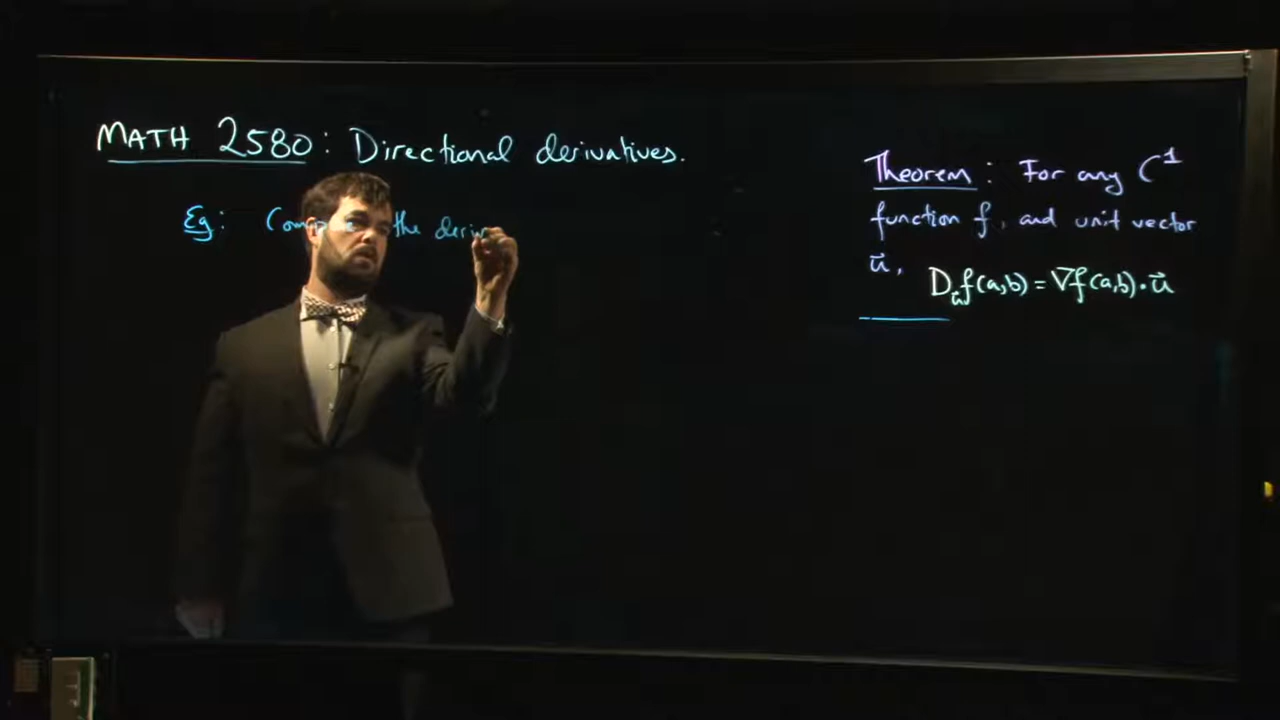 MATH 2580: Directional derivatives.
Eg: the
Theorem: For any C¹
function f, and unit vector
u⃗,
D_u⃗ f(a,b) = ∇f(a,b)·u⃗